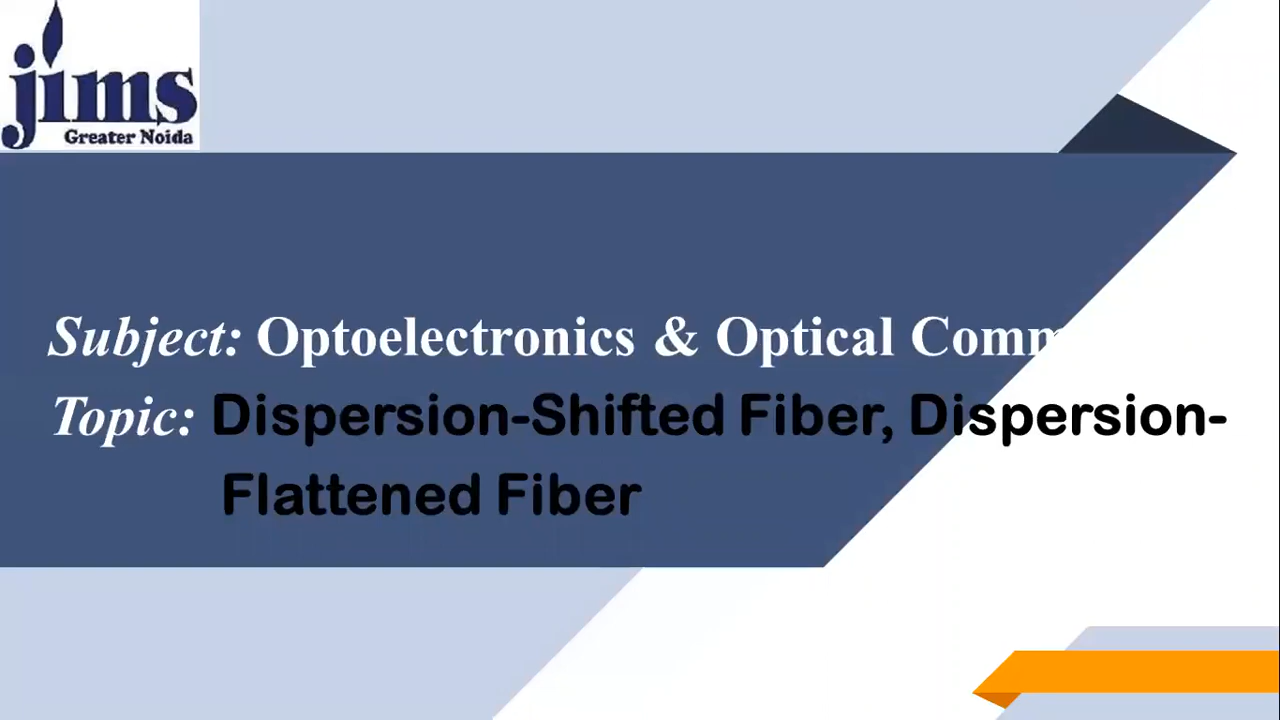 jims
Greater Noida
Subject: Optoelectronics & Optical Comm
Topic: Dispersion-Shifted Fiber, Dispersion-
Flattened Fiber